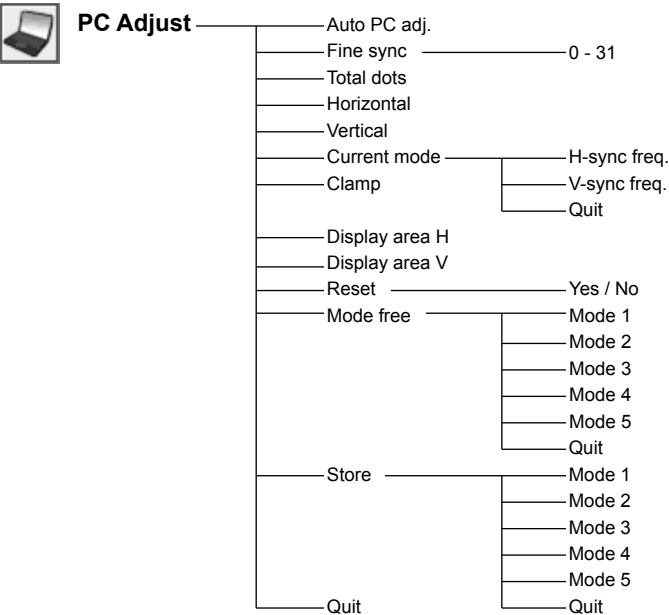 PC Adjust
Auto PC adj.
Fine sync 0 - 31
Total dots
Horizontal
Vertical
Current mode H-sync freq.
Clamp V-sync freq.
Quit
Display area H
Display area V
Reset Yes / No
Mode free Mode 1
Mode 2
Mode 3
Mode 4
Mode 5
Quit
Store Mode 1
Mode 2
Mode 3
Mode 4
Mode 5
Quit Quit